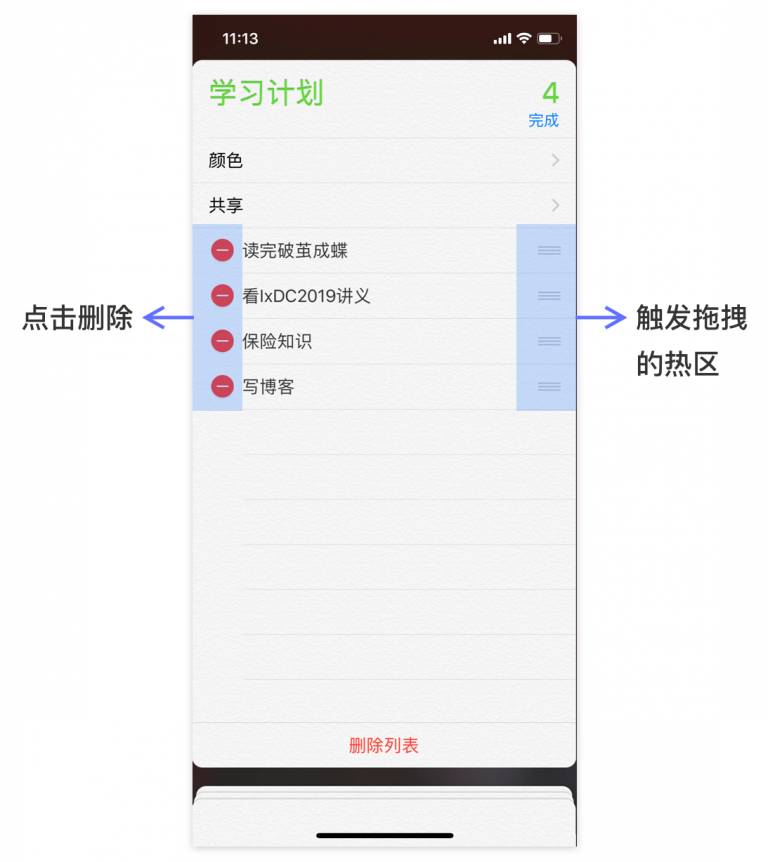 11:13
学习计划
4
完成
颜色
共享
读完破茧成蝶
看IxDC2019讲义
保险知识
写博客
点击删除
触发拖拽
的热区
删除列表